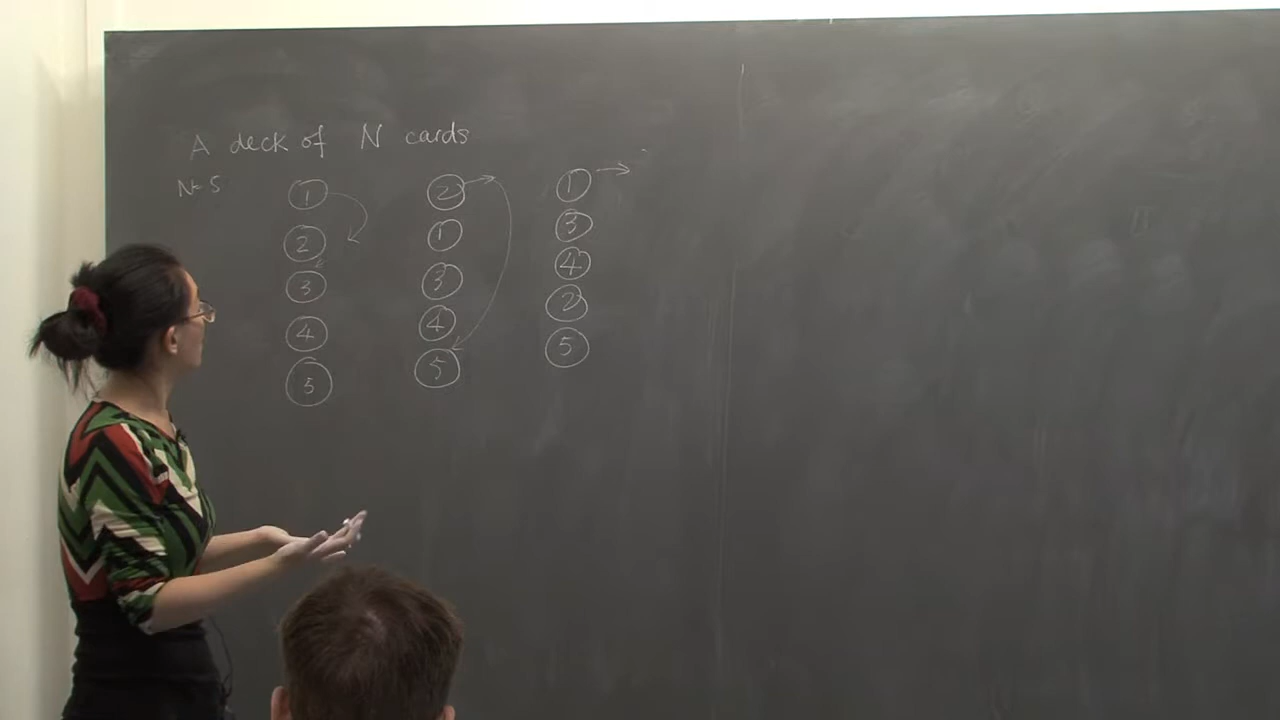 A deck of N cards
N=5
1 2 1
2 1 3
3 3 4
4 4 2
5 5 5